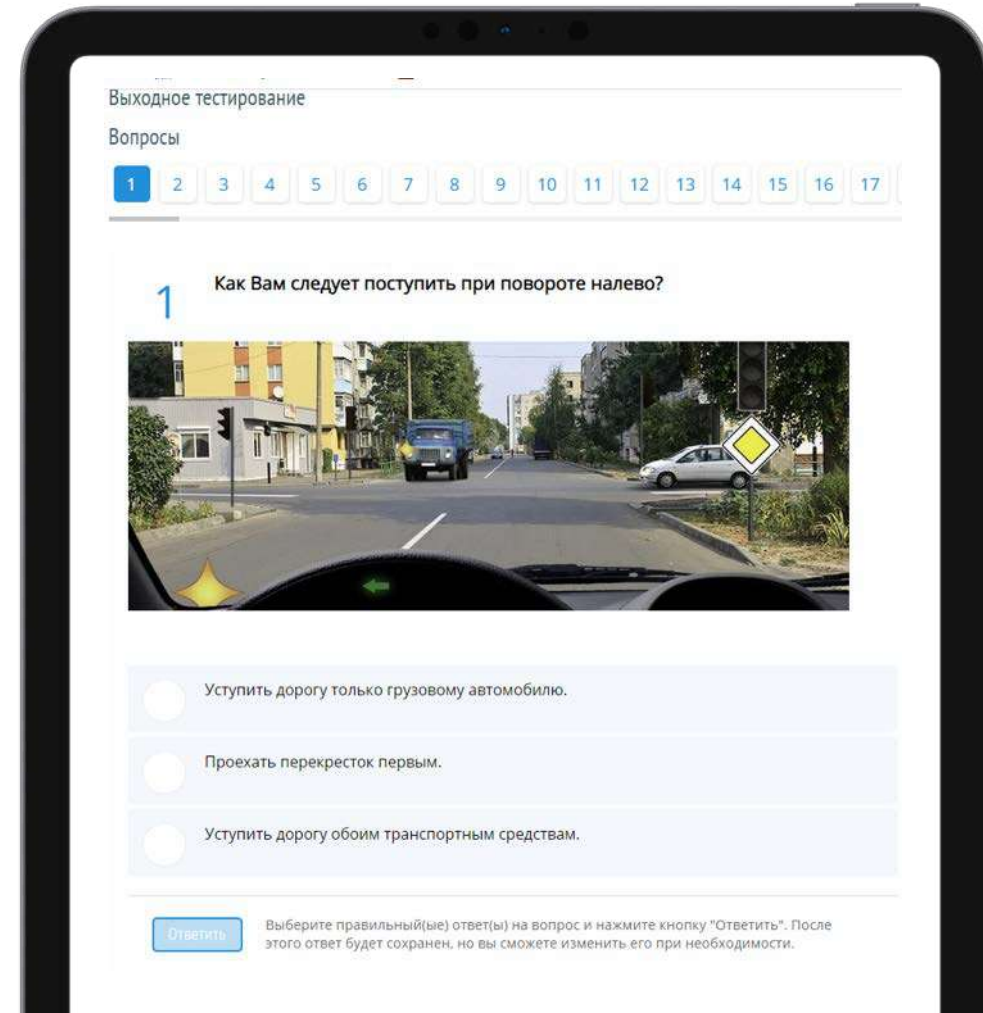 Выходное тестирование
Вопросы
1 2 3 4 5 6 7 8 9 10 11 12 13 14 15 16 17
1
Как Вам следует поступить при повороте налево?
Уступить дорогу только грузовому автомобилю.
Проехать перекресток первым.
Уступить дорогу обоим транспортным средствам.
Ответить
Выберите правильный(ые) ответ(ы) на вопрос и нажмите кнопку "Ответить". После
этого ответ будет сохранен, но вы сможете изменить его при необходимости.